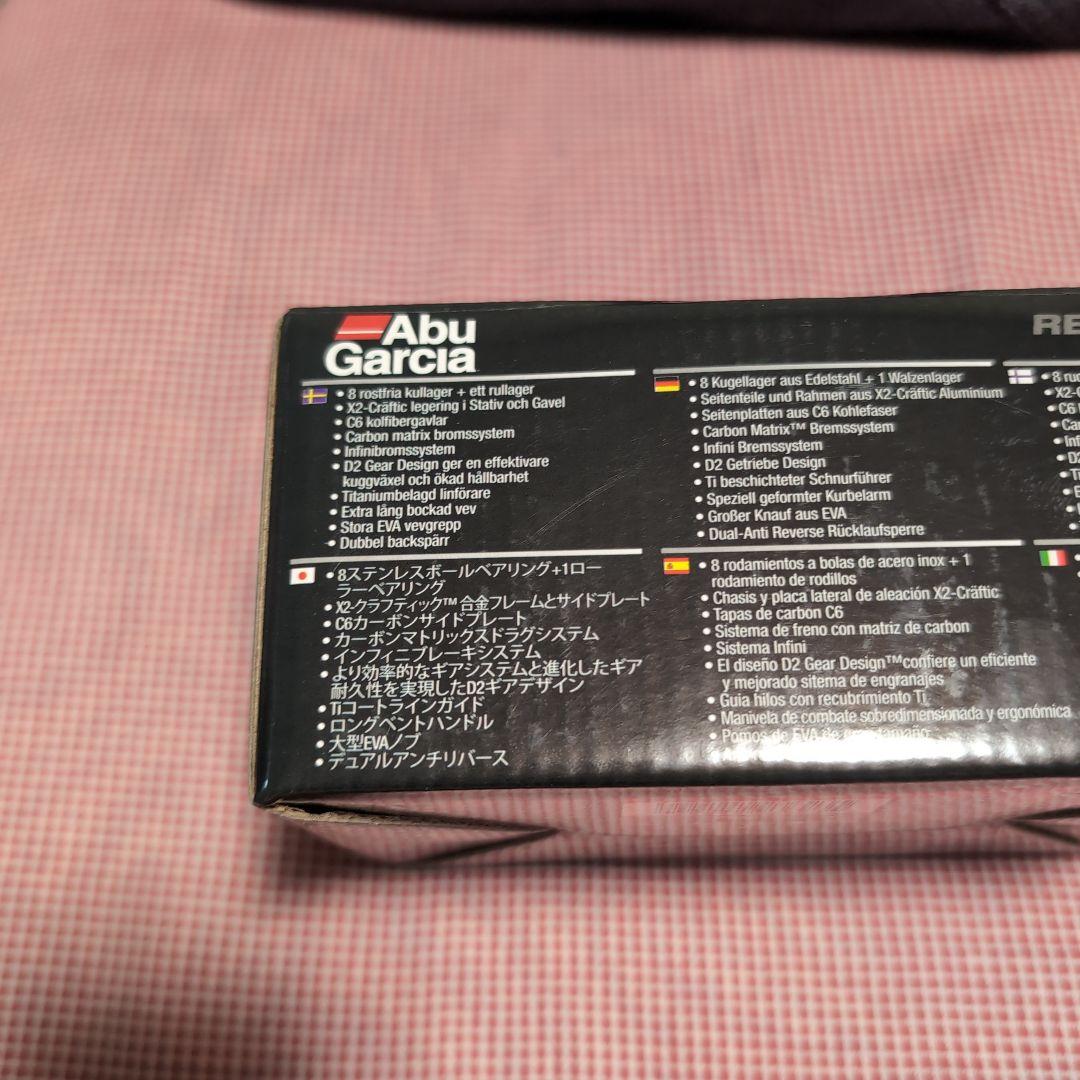 Abu
Garcia
RE
• 8 rostfria kullager + ett rullager
• X2-Cräftic legering i Stativ och Gavel
• C6 kolfibergavlar
• Carbon matrix bromssystem
• Infinibromssystem
• D2 Gear Design ger en effektivare
kuggväxel och ökad hållbarhet
• Titaniumbelagd linförare
• Extra lång bockad vev
• Stora EVA vevgrepp
• Dubbel backspärr
• 8 Kugellager aus Edelstahl + 1 Walzenlager
• Seitenteile und Rahmen aus X2-Cräftic Aluminium
• Seitenplatten aus C6 Kohlefaser
• Carbon Matrix™ Bremssystem
• Infini Bremssystem
• D2 Getriebe Design
• Ti beschichteter Schnurführer
• Speziell geformter Kurbelarm
• Großer Knauf aus EVA
• Dual-Anti Reverse Rücklaufsperre
• 8
• X2-
• C6
• D2
• 8ステンレスボールベアリング+1ロー
ラーベアリング
• X2-クラフティック™ 合金フレームとサイドプレート
• C6カーボンサイドプレート
• カーボンマトリックスドラグシステム
• インフィニブレーキシステム
• より効率的なギアシステムと進化したギア
耐久性を実現したD2ギアデザイン
• Tiコートラインガイド
• ロングベントハンドル
• 大型EVAノブ
• デュアルアンチリバース
• 8 rodamientos a bolas de acero inox + 1
rodamiento de rodillos
• Chasis y placa lateral de aleación X2-Cräftic
• Tapas de carbon C6
• Sistema de freno con matriz de carbon
• Sistema Infini
• El diseño D2 Gear Design™confiere un eficiente
y mejorado sitema de engranajes
• Guia hilos con recubrimiento Ti.
• Manivela de combate sobredimensionada y ergonómica
• Pomos de EVA de gran tamaño